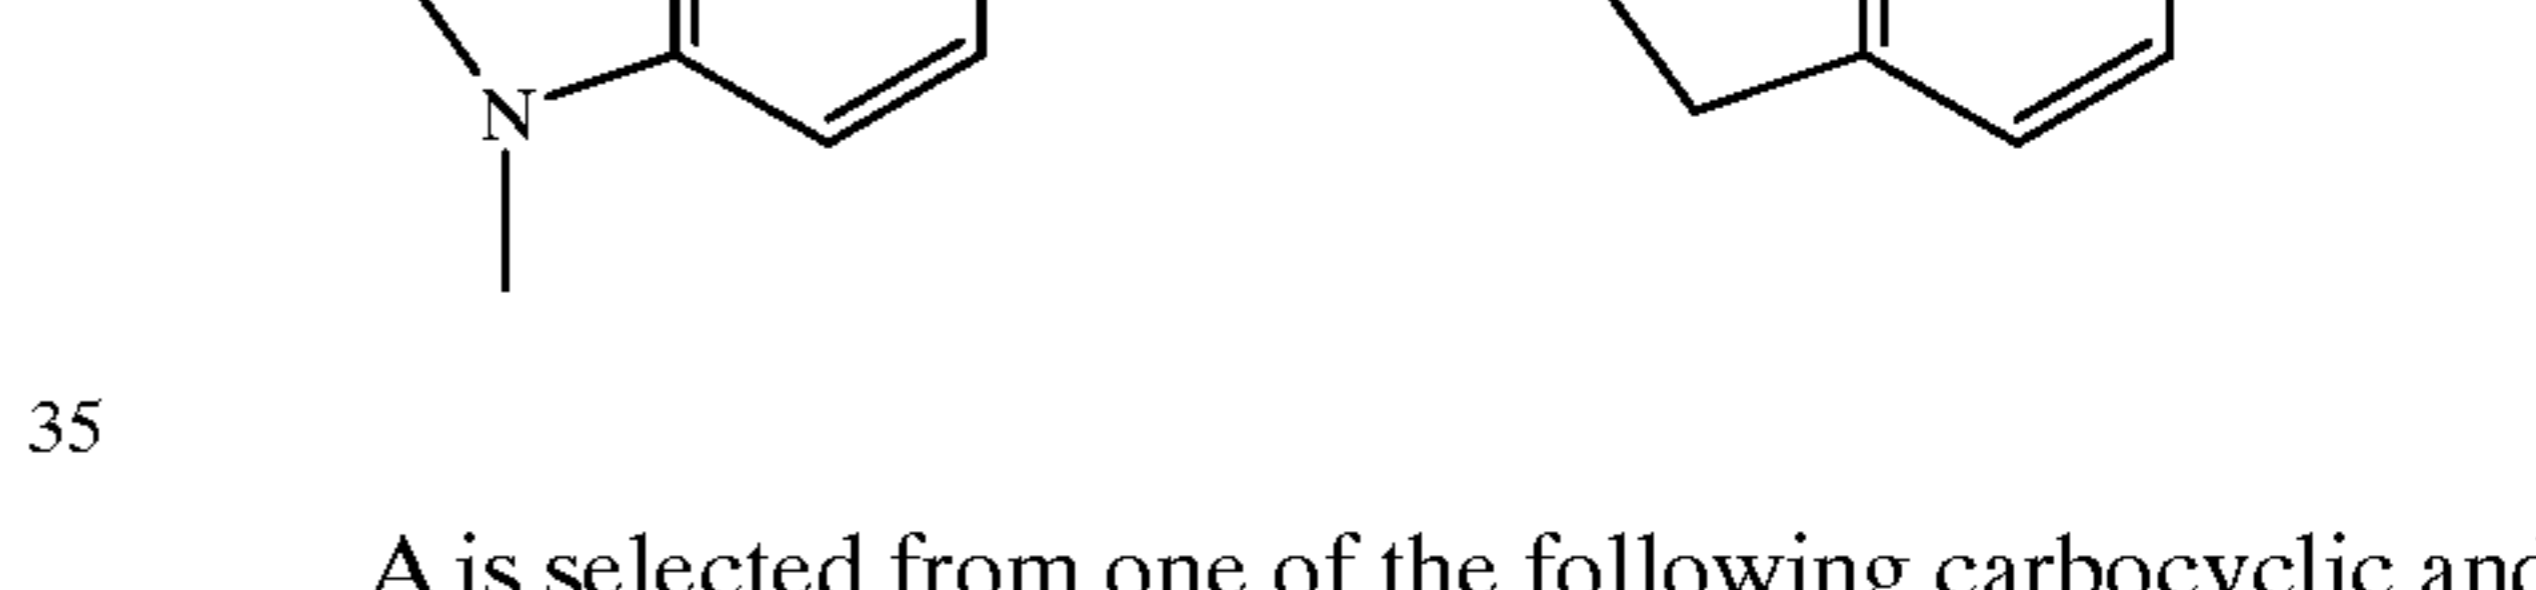 N
35
A is selected from one of the following carbocyclic and